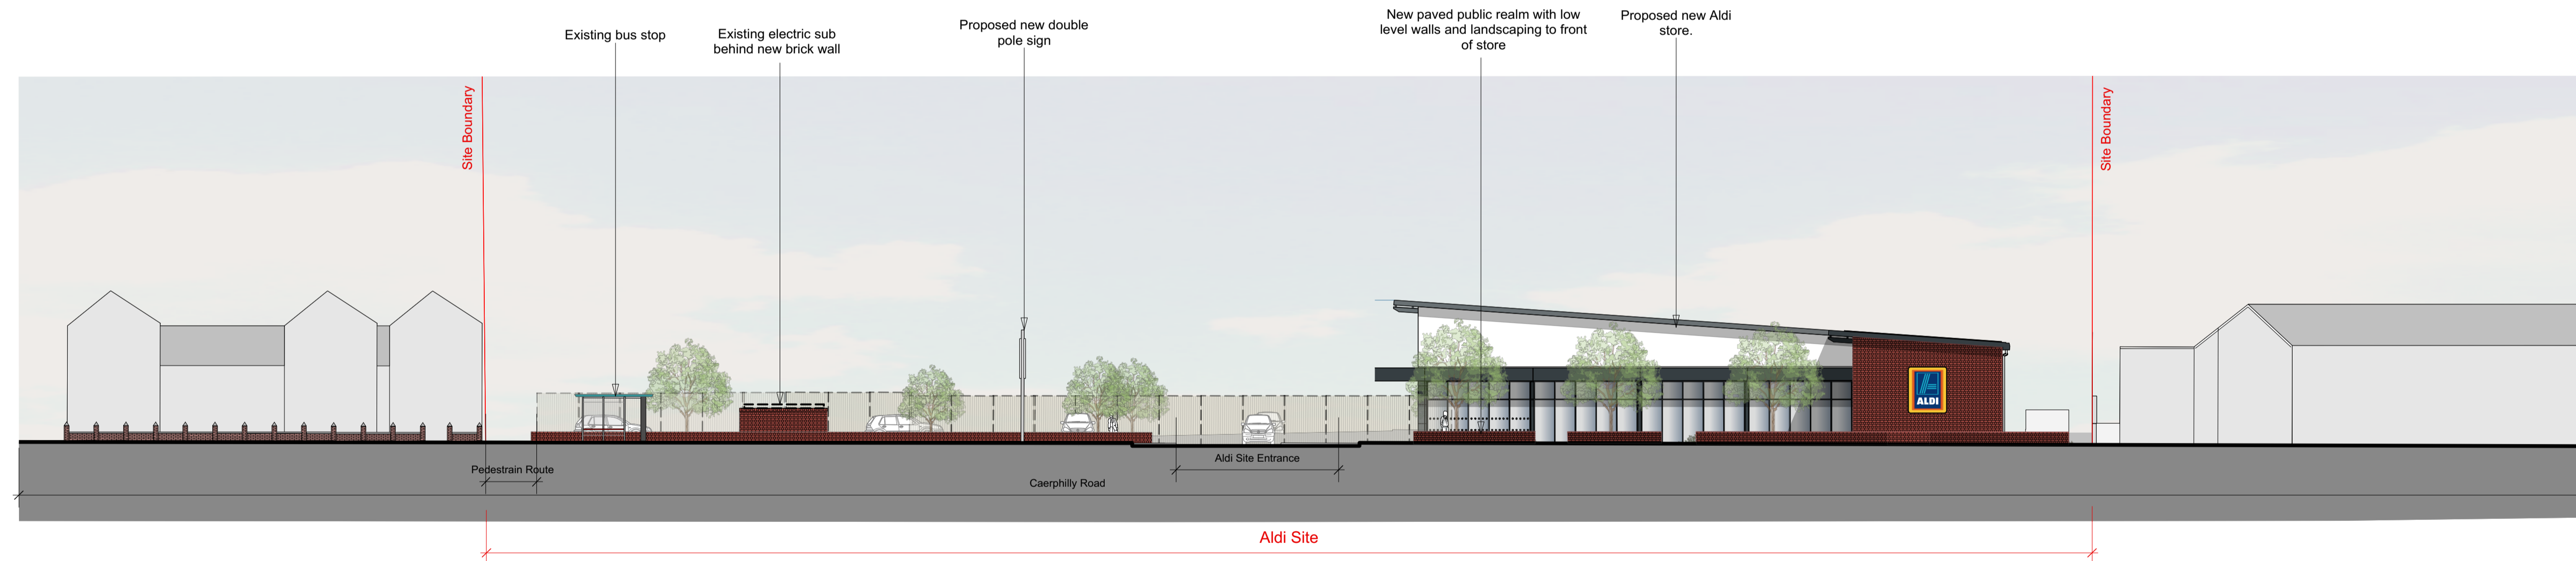 Existing bus stop
Existing electric sub
behind new brick wall
Proposed new double
pole sign
New paved public realm with low
level walls and landscaping to front
of store
Proposed new Aldi
store.
Site Boundary
Site Boundary
ALDI
Pedestrain Route
Aldi Site Entrance
Caerphilly Road
Aldi Site